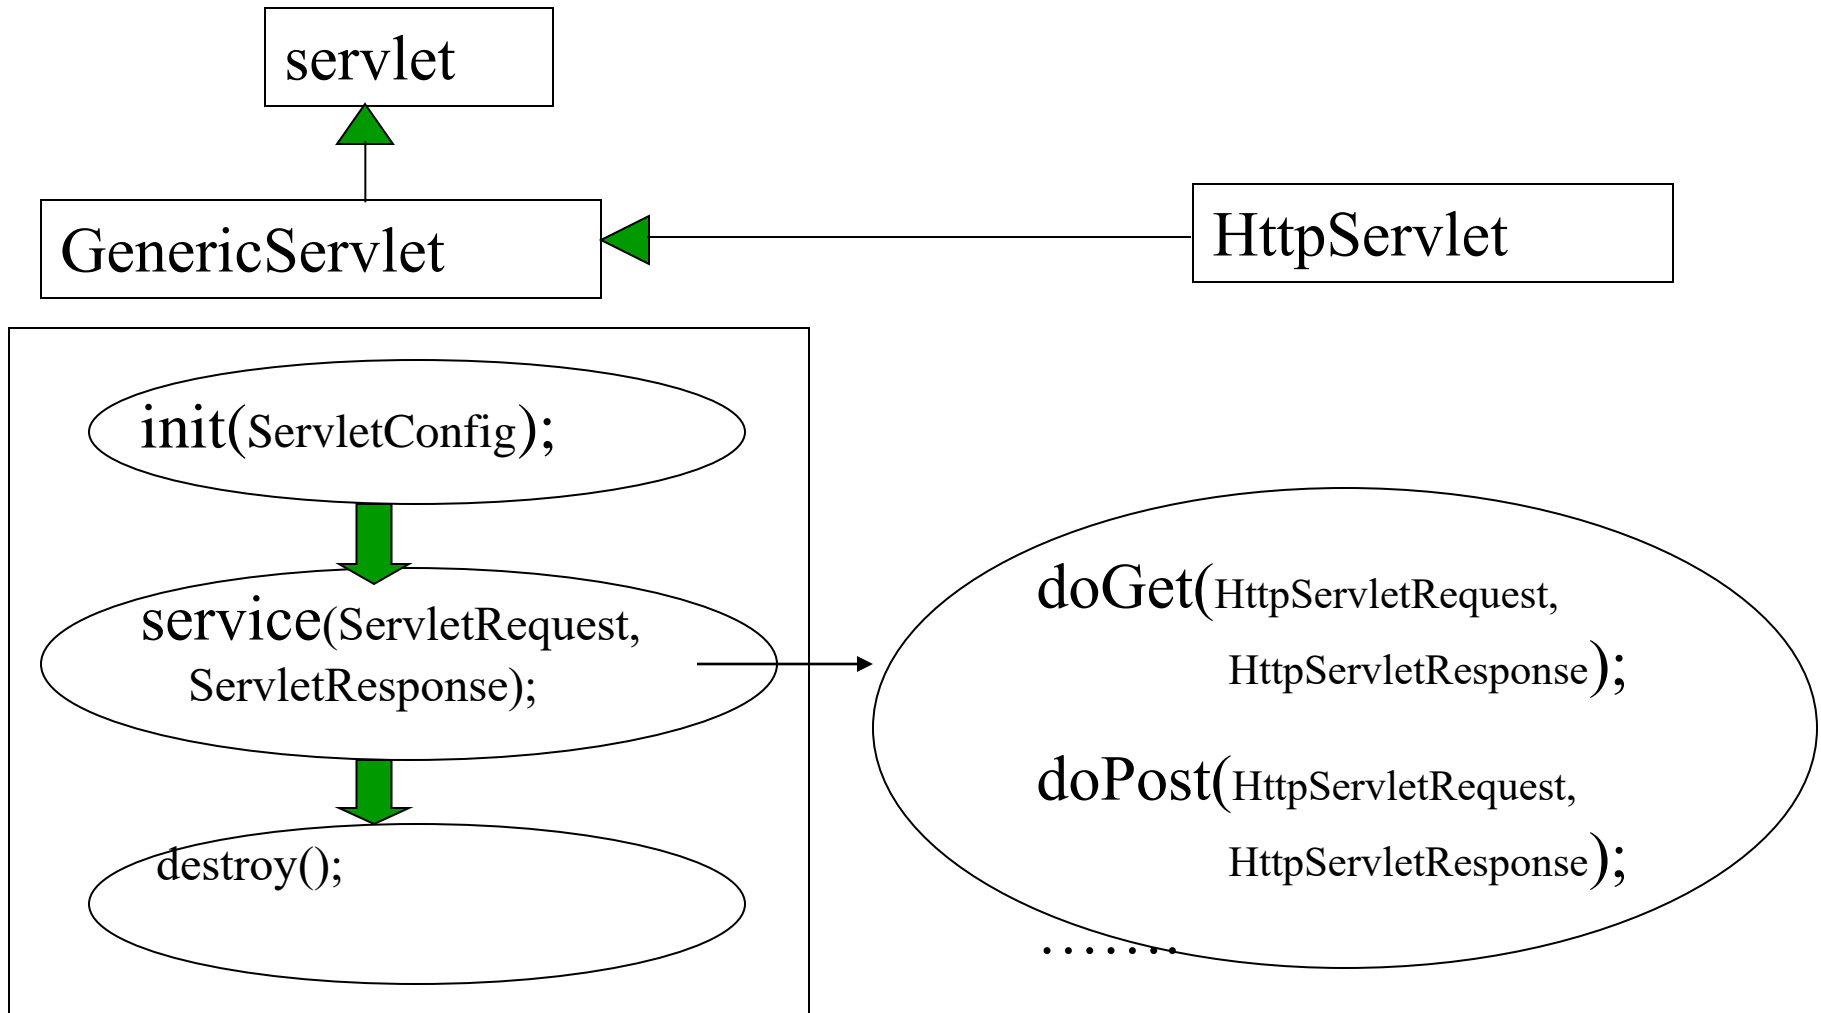 servlet
GenericServlet
HttpServlet
init(ServletConfig);
service(ServletRequest,
ServletResponse);
destroy();
doGet(HttpServletRequest,
HttpServletResponse);
doPost(HttpServletRequest,
HttpServletResponse);
…….